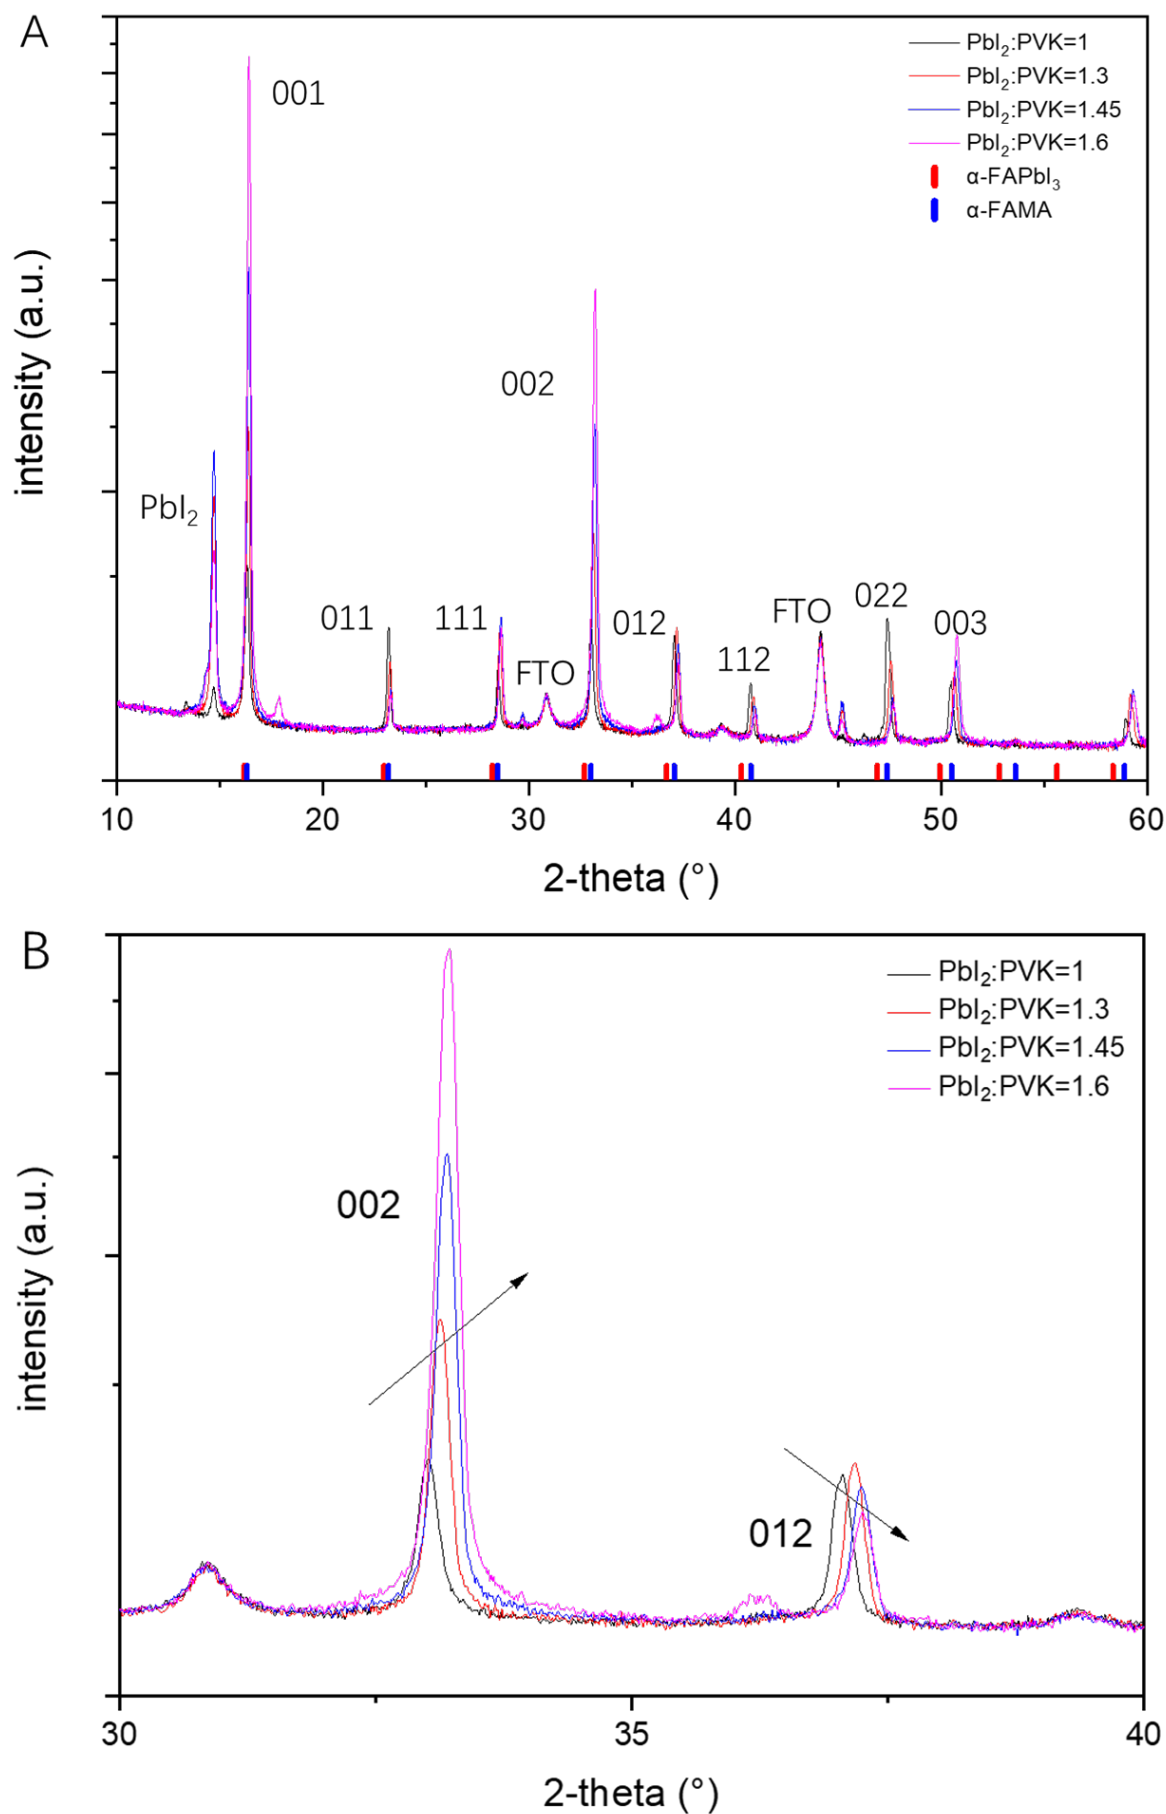 A
PbI₂:PVK=1
PbI₂:PVK=1.3
PbI₂:PVK=1.45
PbI₂:PVK=1.6
α-FAPbI₃
α-FAMA
001
002
PbI₂
011
111
FTO
012
112
FTO
022
003
intensity (a.u.)
10 20 30 40 50 60
2-theta (°)
B
PbI₂:PVK=1
PbI₂:PVK=1.3
PbI₂:PVK=1.45
PbI₂:PVK=1.6
002
012
intensity (a.u.)
30 35 40
2-theta (°)